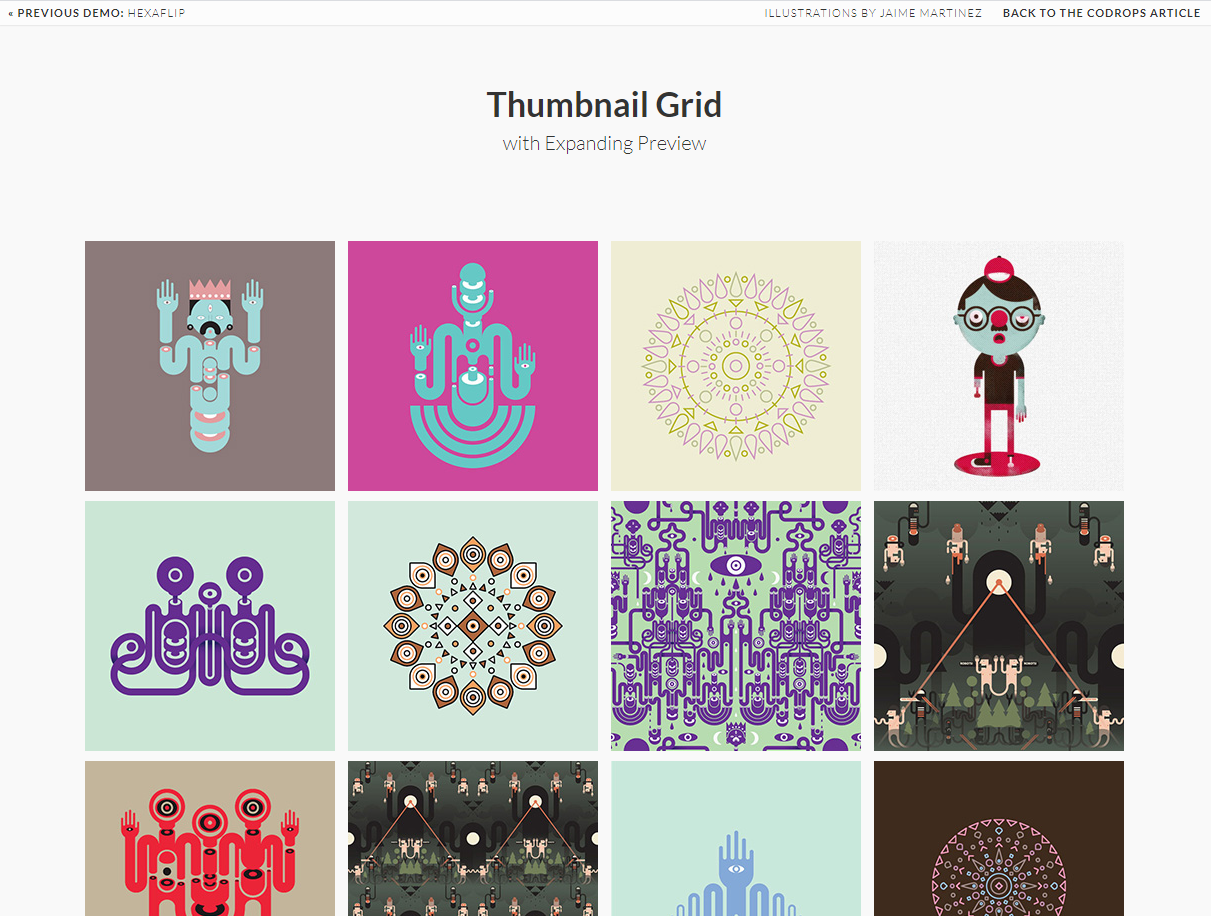 « PREVIOUS DEMO: HEXAFLIP
ILLUSTRATIONS BY JAIME MARTINEZ
BACK TO THE CODROPS ARTICLE
Thumbnail Grid
with Expanding Preview